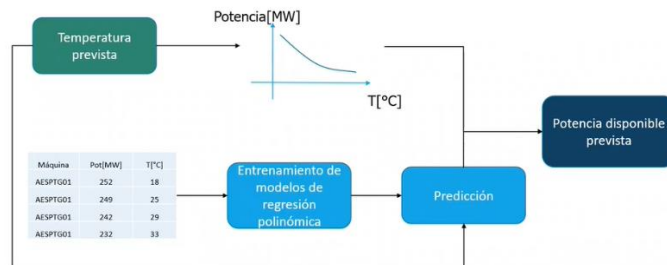 Potencia[MW]
Temperatura
prevista
T[ºC]
Potencia disponible
prevista
Máquina Pot[MW] T[°C]
AESPTG01 252 18
AESPTG01 249 25
AESPTG01 242 29
AESPTG01 232 33
Entrenamiento de
modelos de
regresión
polinómica
Predicción